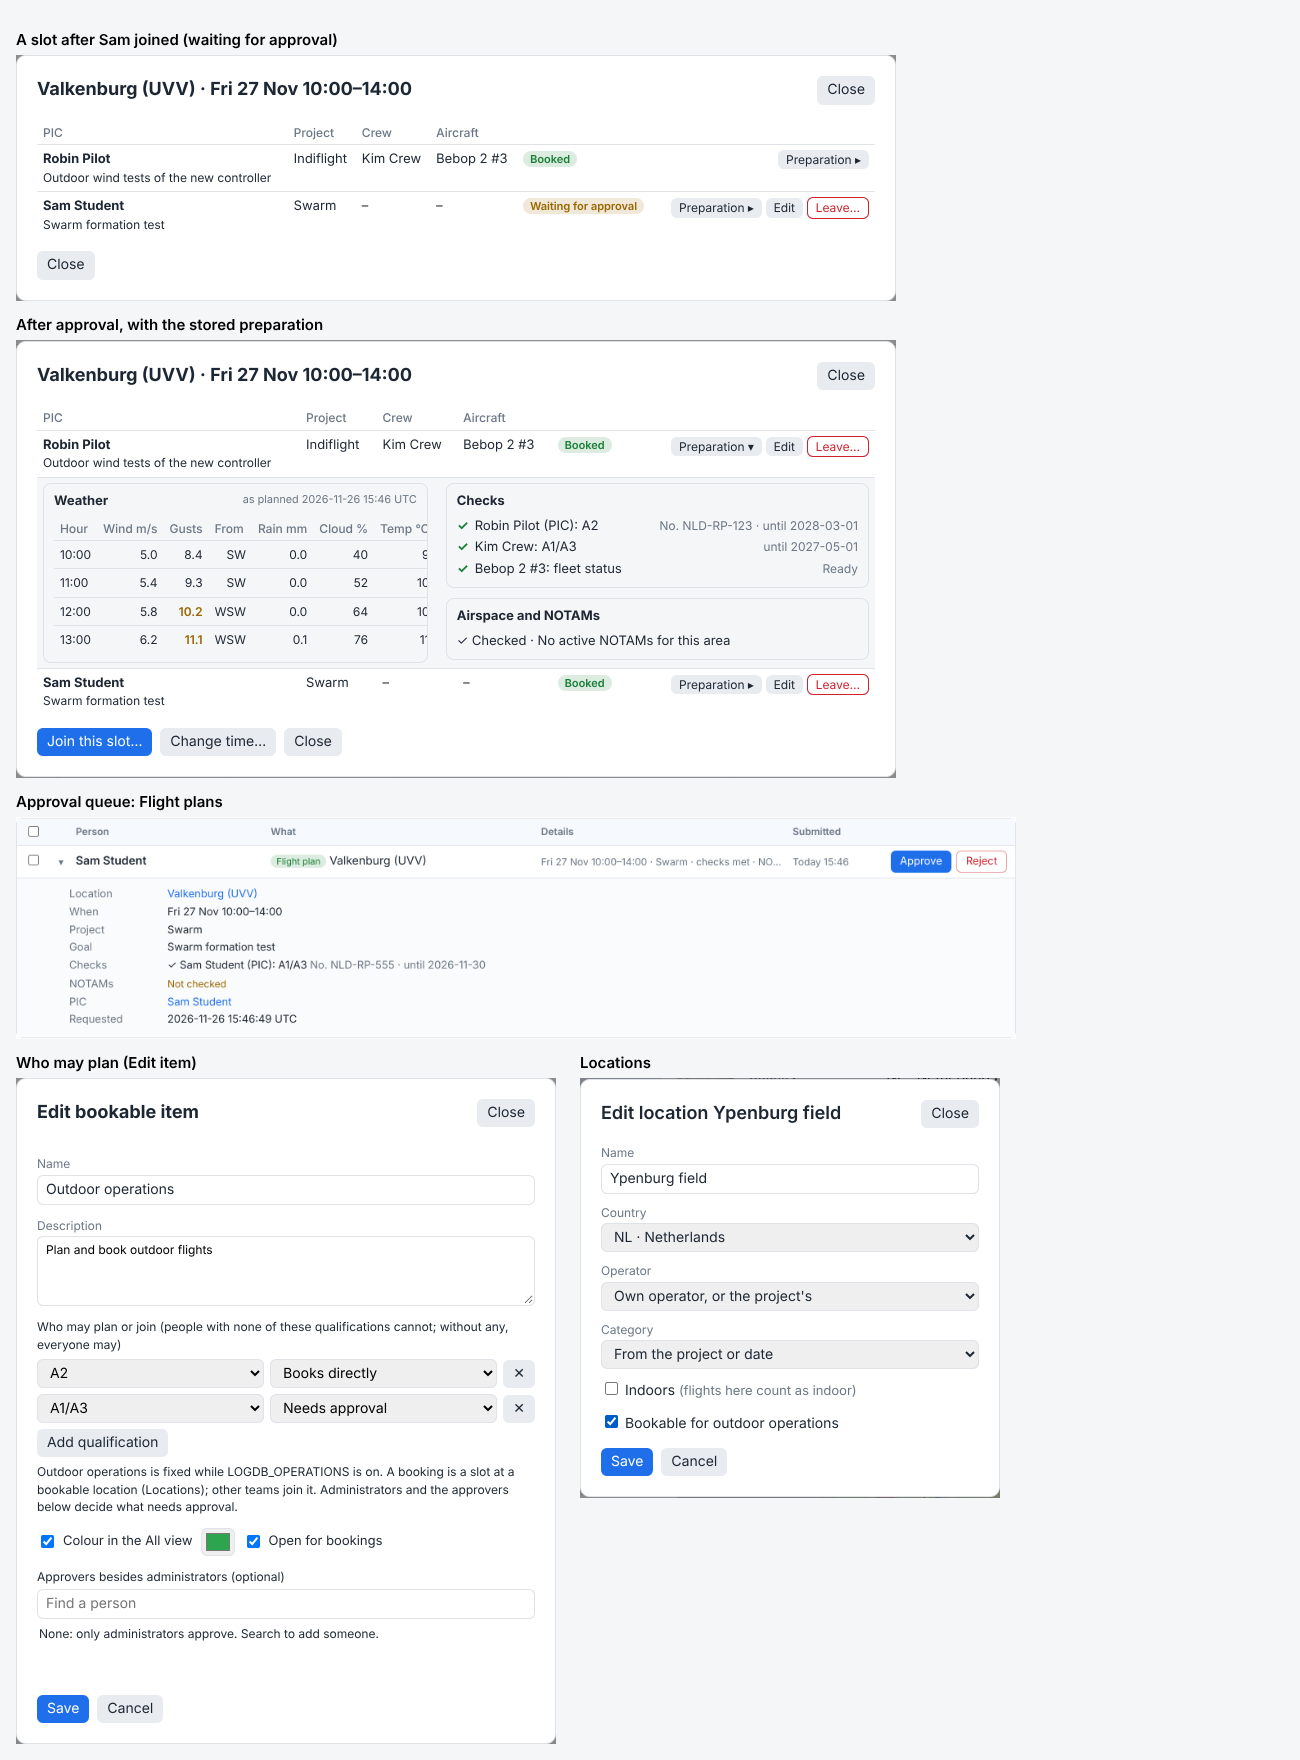 A slot after Sam joined (waiting for approval)
Valkenburg (UVV) · Fri 27 Nov 10:00–14:00
Close
PIC Project Crew Aircraft
Robin Pilot Indiflight Kim Crew Bebop 2 #3 Booked Preparation ▸
Outdoor wind tests of the new controller
Sam Student Swarm – – Waiting for approval Preparation ▸ Edit Leave...
Swarm formation test
Close
After approval, with the stored preparation
Valkenburg (UVV) · Fri 27 Nov 10:00–14:00
Close
PIC Project Crew Aircraft
Robin Pilot Indiflight Kim Crew Bebop 2 #3 Booked Preparation ▾ Edit Leave...
Outdoor wind tests of the new controller
Weather as planned 2026-11-26 15:46 UTC
Hour Wind m/s Gusts From Rain mm Cloud % Temp °C
10:00 5.0 8.4 SW 0.0 40
11:00 5.4 9.3 SW 0.0 52
12:00 5.8 10.2 WSW 0.0 64
13:00 6.2 11.1 WSW 0.1 76
Checks
✓ Robin Pilot (PIC): A2 No. NLD-RP-123 · until 2028-03-01
✓ Kim Crew: A1/A3 until 2027-05-01
✓ Bebop 2 #3: fleet status Ready
Airspace and NOTAMs
✓ Checked · No active NOTAMs for this area
Sam Student Swarm – – Booked Preparation ▸ Edit Leave...
Swarm formation test
Join this slot... Change time... Close
Approval queue: Flight plans
Person What Details Submitted
▾ Sam Student Flight plan Valkenburg (UVV) Fri 27 Nov 10:00–14:00 · Swarm · checks met · NO... Today 15:46 Approve Reject
Location Valkenburg (UVV)
When Fri 27 Nov 10:00–14:00
Project Swarm
Goal Swarm formation test
Checks ✓ Sam Student (PIC): A1/A3 No. NLD-RP-555 · until 2026-11-30
NOTAMs Not checked
PIC Sam Student
Requested 2026-11-26 15:46:49 UTC
Who may plan (Edit item)
Edit bookable item
Close
Name
Outdoor operations
Description
Plan and book outdoor flights
Who may plan or join (people with none of these qualifications cannot; without any,
everyone may)
A2 Books directly ✕
A1/A3 Needs approval ✕
Add qualification
Outdoor operations is fixed while LOGDB_OPERATIONS is on. A booking is a slot at a
bookable location (Locations); other teams join it. Administrators and the approvers
below decide what needs approval.
Colour in the All view Open for bookings
Approvers besides administrators (optional)
Find a person
None: only administrators approve. Search to add someone.
Save Cancel
Locations
Edit location Ypenburg field
Close
Name
Ypenburg field
Country
NL · Netherlands
Operator
Own operator, or the project's
Category
From the project or date
Indoors (flights here count as indoor)
Bookable for outdoor operations
Save Cancel